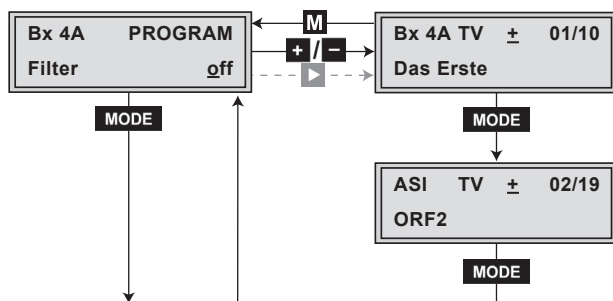 Bx 4A PROGRAM
Filter off
M
+ / −
Bx 4A TV + 01/10
Das Erste
MODE
MODE
ASI TV + 02/19
ORF2
MODE